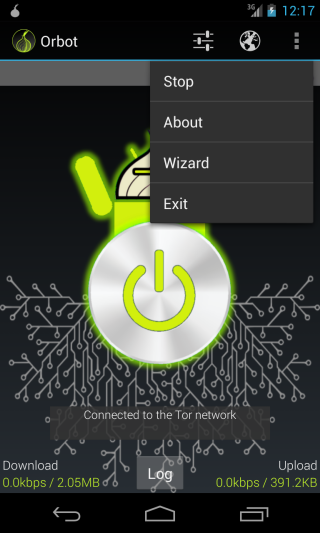 3G 12:17
Orbot
Stop
About
Wizard
Exit
Connected to the Tor network
Download Upload
0.0kbps / 2.05MB Log 0.0kbps / 391.2KB